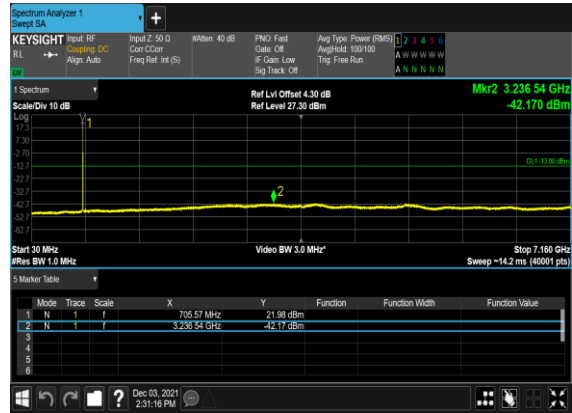 Spectrum Analyzer 1
Swept SA
+
KEYSIGHT Input: RF Input Z: 50 Ω #Atten: 40 dB PNO: Fast Avg Type: Power (RMS) 1 2 3 4 5 6
RL Coupling: DC Corr CCorr Gate: Off Avg|Hold: 100/100 A W W W W W
Align: Auto Freq Ref: Int (S) IF Gain: Low Trig: Free Run
LW Sig Track: Off A N N N N N
1 Spectrum Ref Lvl Offset 4.30 dB Mkr2 3.236 54 GHz
Scale/Div 10 dB Ref Level 27.30 dBm -42.170 dBm
Log
17.3
1
7.30
-2.70
-12.7 DL1 -13.00 dBm
-22.7
-32.7
2
-42.7
-52.7
-62.7
Start 30 MHz Video BW 3.0 MHz* Stop 7.160 GHz
#Res BW 1.0 MHz Sweep ~14.2 ms (40001 pts)
5 Marker Table
Mode Trace Scale X Y Function Function Width Function Value
1 N 1 f 705.57 MHz 21.98 dBm
2 N 1 f 3.236 54 GHz -42.17 dBm
3
4
5
6
? Dec 03, 2021
2:31:16 PM